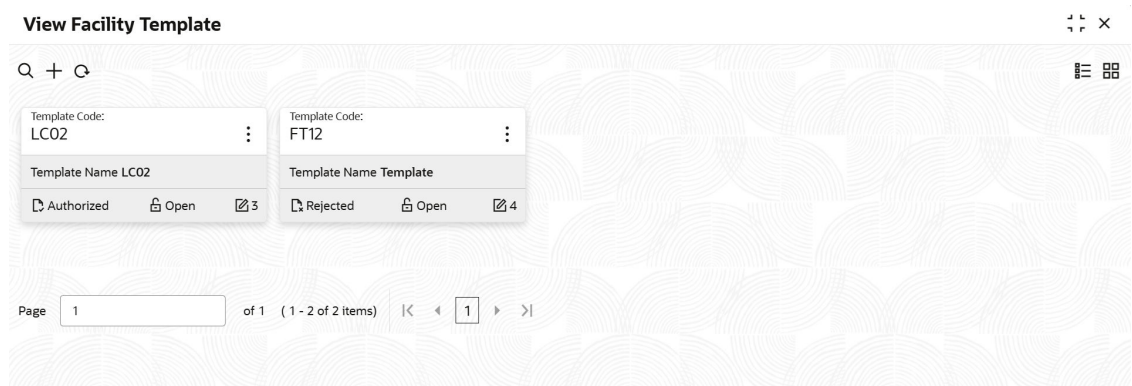 View Facility Template
Template Code:
LC02
Template Name LC02
Authorized Open 3
Template Code:
FT12
Template Name Template
Rejected Open 4
Page 1 of 1 ( 1 - 2 of 2 items) 1